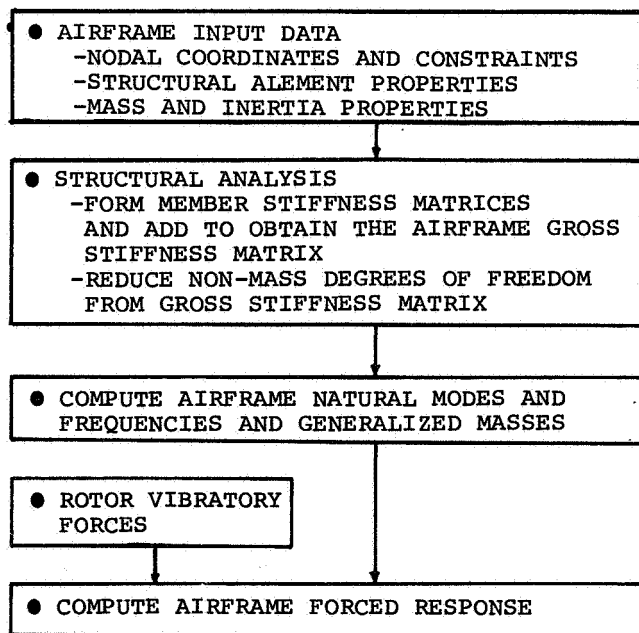 ● AIRFRAME INPUT DATA
-NODAL COORDINATES AND CONSTRAINTS
-STRUCTURAL ALEMENT PROPERTIES
-MASS AND INERTIA PROPERTIES
● STRUCTURAL ANALYSIS
-FORM MEMBER STIFFNESS MATRICES
AND ADD TO OBTAIN THE AIRFRAME GROSS
STIFFNESS MATRIX
-REDUCE NON-MASS DEGREES OF FREEDOM
FROM GROSS STIFFNESS MATRIX
● COMPUTE AIRFRAME NATURAL MODES AND
FREQUENCIES AND GENERALIZED MASSES
● ROTOR VIBRATORY
FORCES
● COMPUTE AIRFRAME FORCED RESPONSE